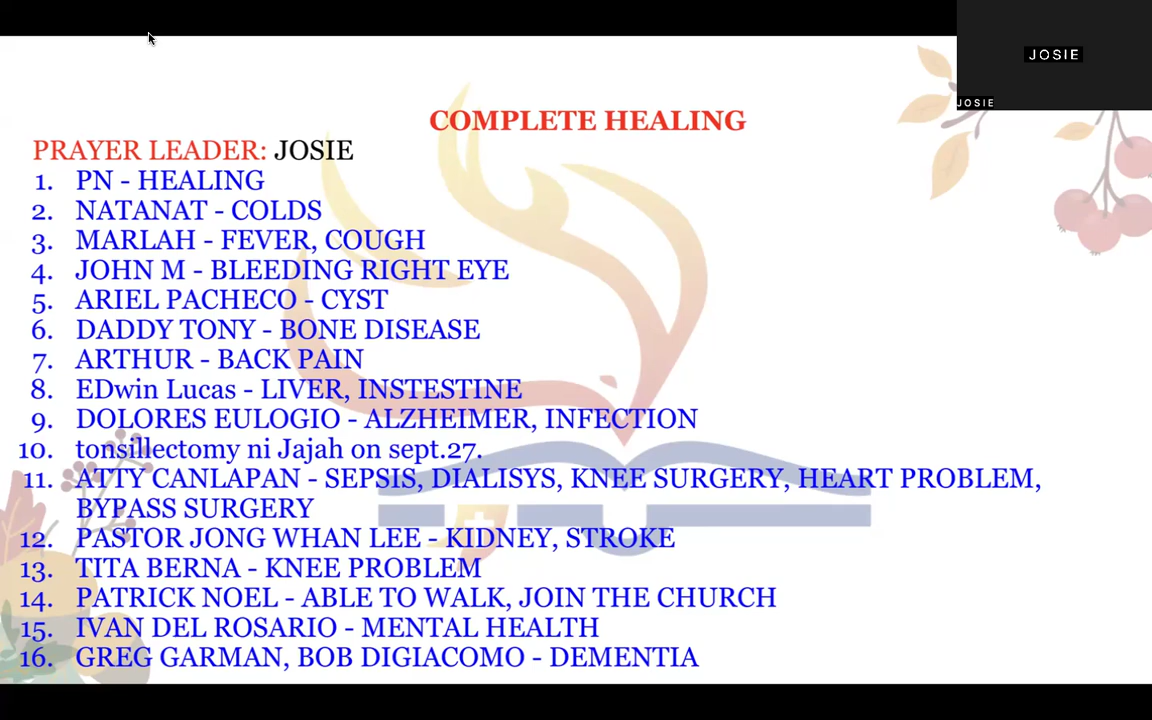 JOSIE
JOSIE
COMPLETE HEALING
PRAYER LEADER: JOSIE
1. PN - HEALING
2. NATANAT - COLDS
3. MARLAH - FEVER, COUGH
4. JOHN M - BLEEDING RIGHT EYE
5. ARIEL PACHECO - CYST
6. DADDY TONY - BONE DISEASE
7. ARTHUR - BACK PAIN
8. EDwin Lucas - LIVER, INSTESTINE
9. DOLORES EULOGIO - ALZHEIMER, INFECTION
10. tonsillectomy ni Jajah on sept.27.
11. ATTY CANLAPAN - SEPSIS, DIALISYS, KNEE SURGERY, HEART PROBLEM,
BYPASS SURGERY
12. PASTOR JONG WHAN LEE - KIDNEY, STROKE
13. TITA BERNA - KNEE PROBLEM
14. PATRICK NOEL - ABLE TO WALK, JOIN THE CHURCH
15. IVAN DEL ROSARIO - MENTAL HEALTH
16. GREG GARMAN, BOB DIGIACOMO - DEMENTIA